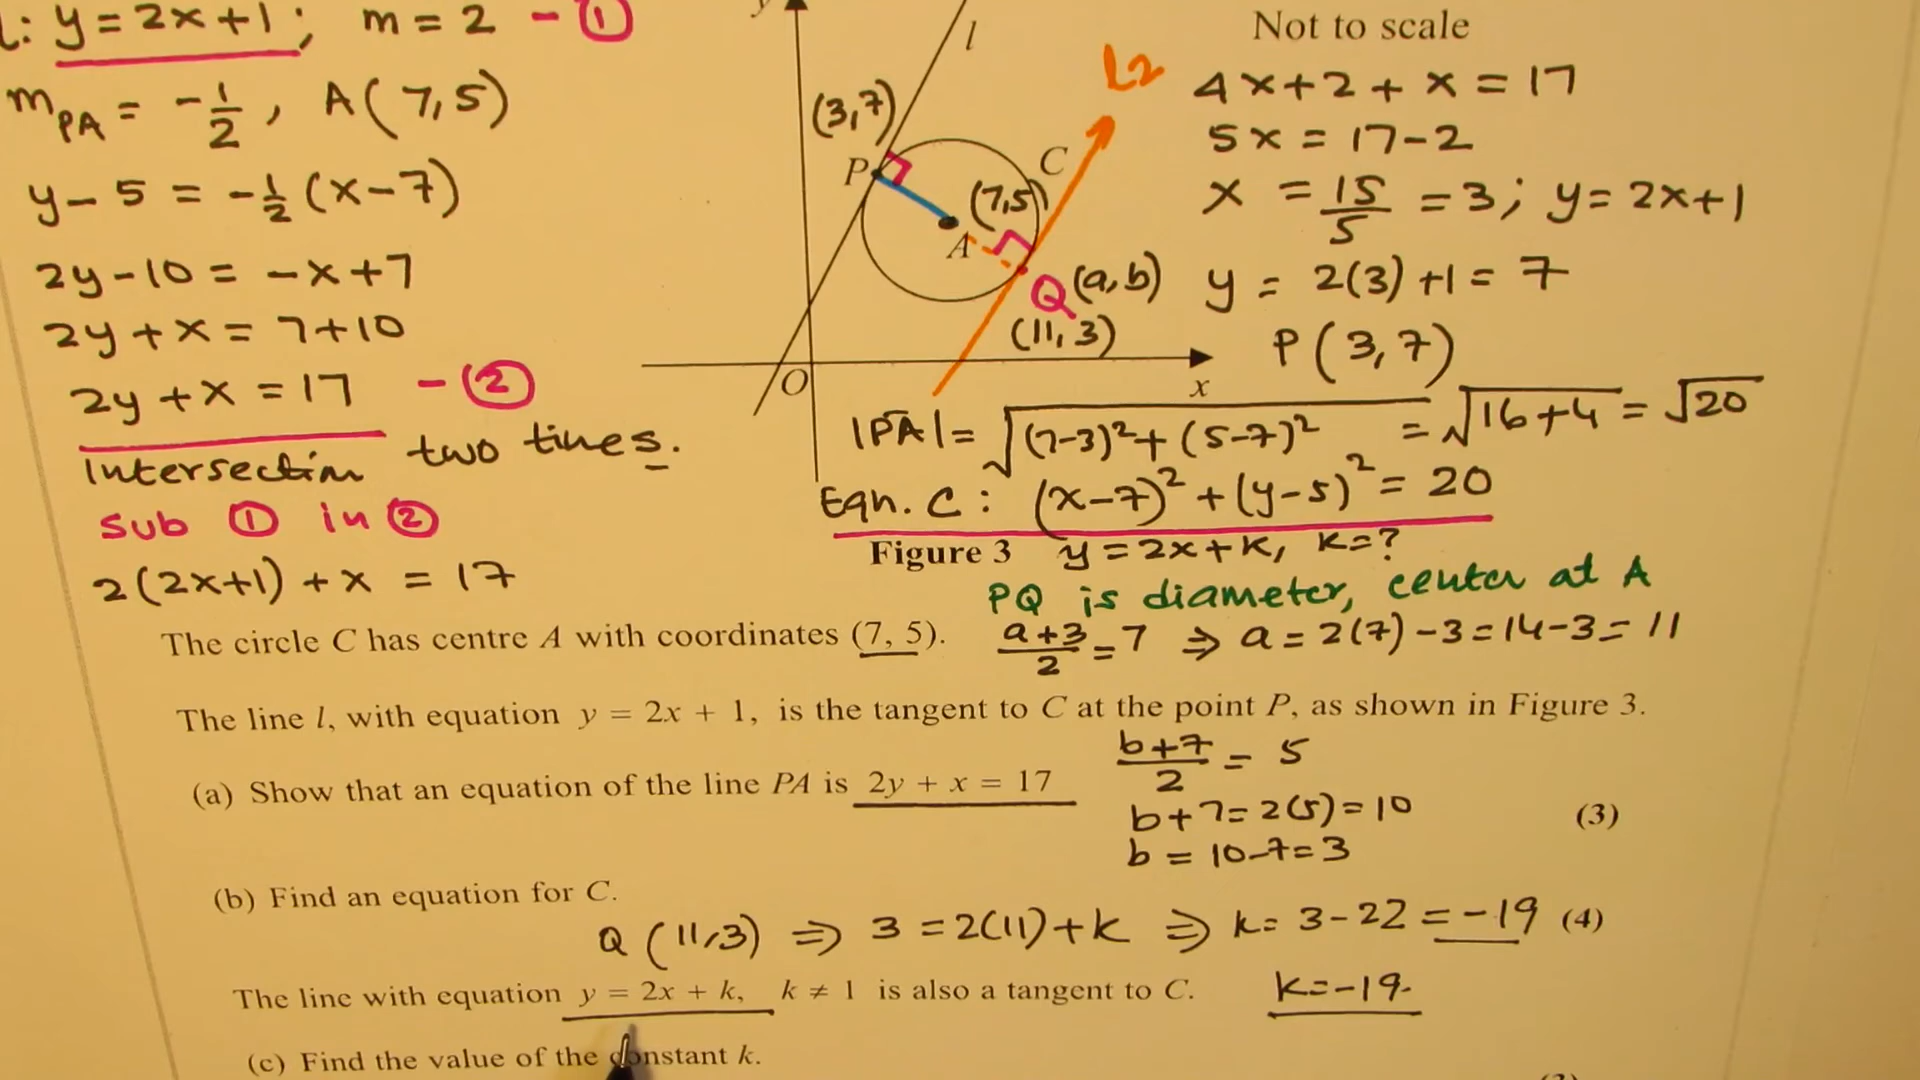 l: y = 2x + 1; m = 2 - ①
m PA = -1/2, A(7,5)
y - 5 = -1/2(x-7)
2y - 10 = -x + 7
2y + x = 7 + 10
2y + x = 17 - ②
Intersection two lines.
Sub ① in ②
2(2x+1) + x = 17
y
l
L2
(3,7)
P
C
(7,5)
A
Q (a, b)
(11, 3)
O
x
Not to scale
4x + 2 + x = 17
5x = 17 - 2
x = 15/5 = 3; y = 2x + 1
y = 2(3) + 1 = 7
P(3,7)
|PA| = √(7-3)² + (5-7)² = √16+4 = √20
Eqn. C: (x-7)² + (y-5)² = 20
Figure 3 y = 2x + k, k = ?
PQ is diameter, center at A
The circle C has centre A with coordinates (7, 5).
a+3/2 = 7 ⇒ a = 2(7) - 3 = 14 - 3 = 11
The line l, with equation y = 2x + 1, is the tangent to C at the point P, as shown in Figure 3.
b+7/2 = 5
(a) Show that an equation of the line PA is 2y + x = 17
b + 7 = 2(5) = 10
(3)
b = 10 - 7 = 3
(b) Find an equation for C.
Q(11,3) ⇒ 3 = 2(11) + k ⇒ k = 3 - 22 = -19 (4)
The line with equation y = 2x + k, k ≠ 1 is also a tangent to C.
k = -19.
(c) Find the value of the constant k.